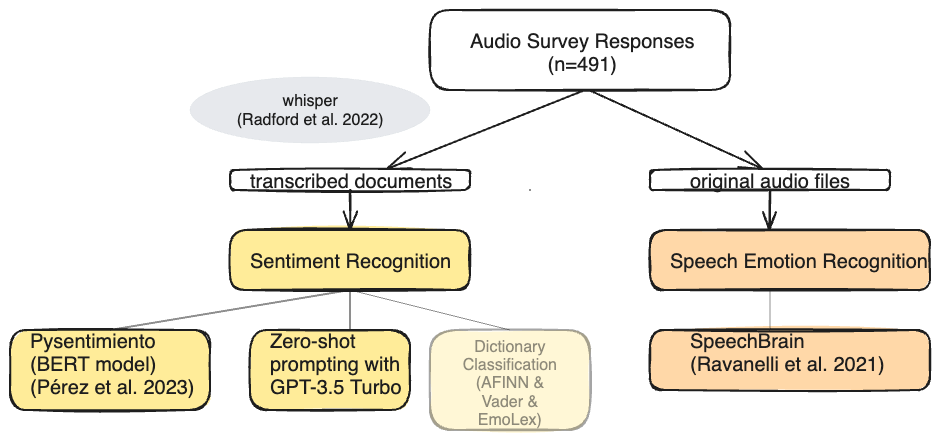 Audio Survey Responses
(n=491)
whisper
(Radford et al. 2022)
transcribed documents
original audio files
Sentiment Recognition
Speech Emotion Recognition
Pysentimiento
(BERT model)
(Pérez et al. 2023)
Zero-shot
prompting with
GPT-3.5 Turbo
Dictionary
Classification
(AFINN &
Vader &
EmoLex)
SpeechBrain
(Ravanelli et al. 2021)